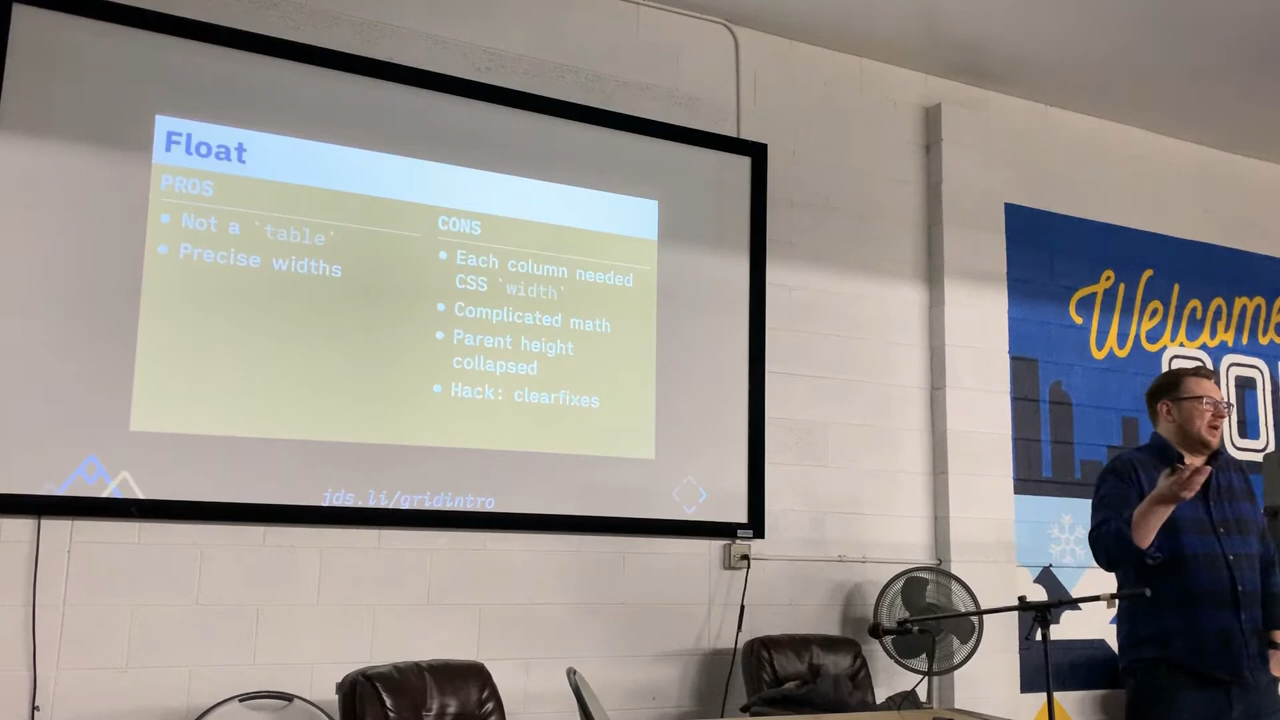 Float
PROS
• Not a `table`
• Precise widths
CONS
• Each column needed
CSS `width`
• Complicated math
• Parent height
collapsed
• Hack: clearfixes
jds.li/gridintro
Welcome